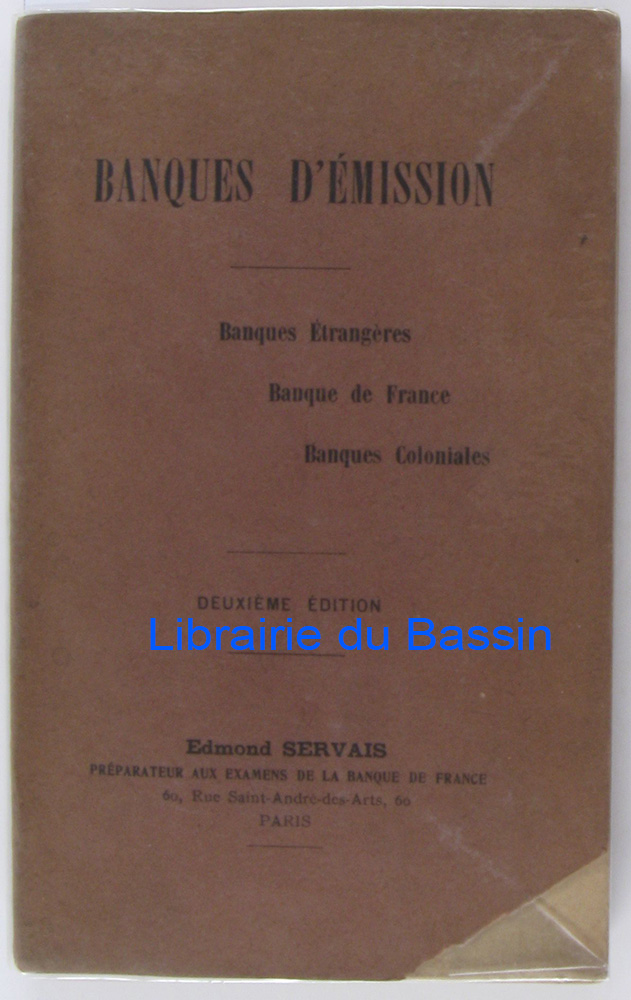 BANQUES D'ÉMISSION
Banques Étrangères
Banque de France
Banques Coloniales
DEUXIÈME ÉDITION
Librairie du Bassin
Edmond SERVAIS
PRÉPARATEUR AUX EXAMENS DE LA BANQUE DE FRANCE
60, Rue Saint-André-des-Arts, 60
PARIS